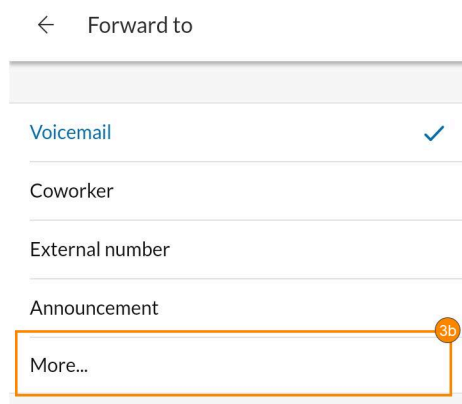 Forward to
Voicemail
Coworker
External number
Announcement
3b
More...